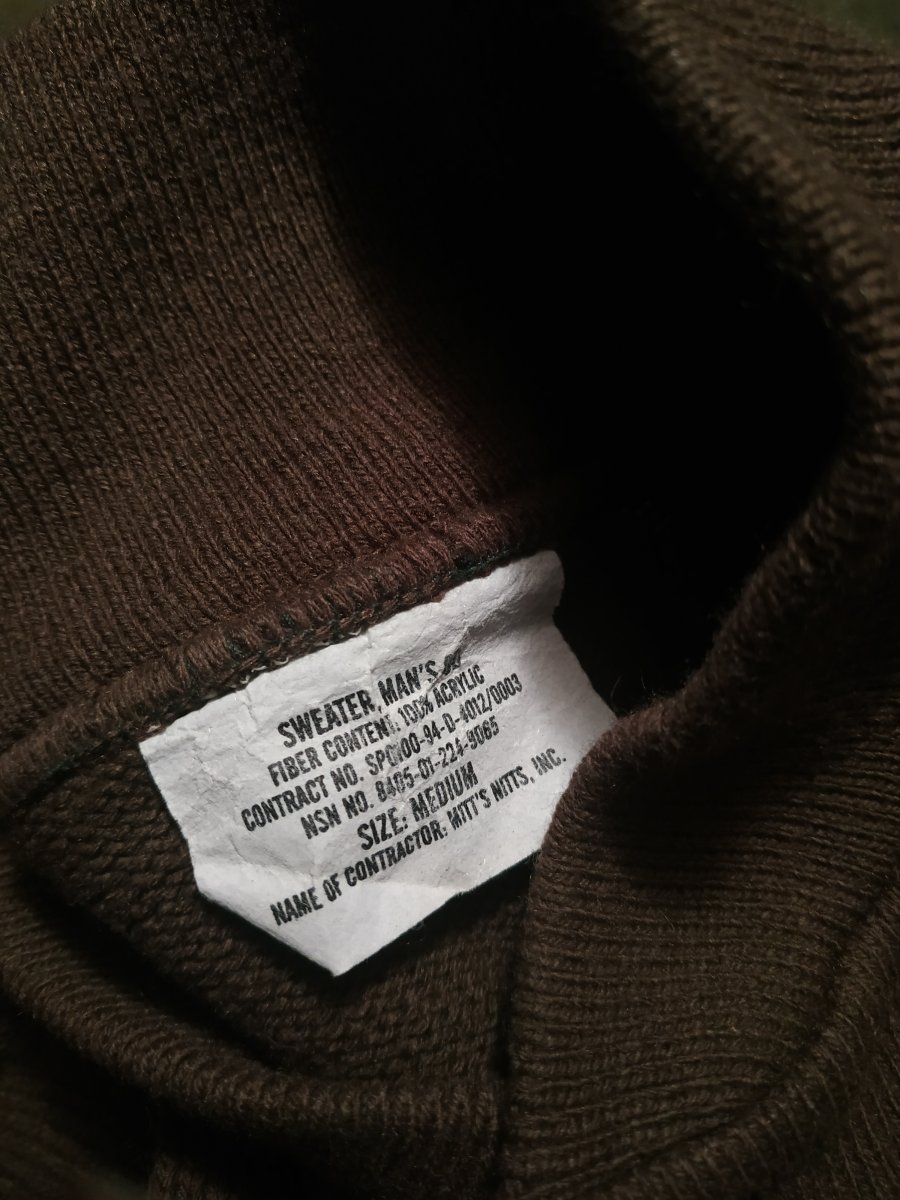 SWEATER, MAN'S
FIBER CONTENT: 100% ACRYLIC
CONTRACT NO. SPO100-94-D-4012/0003
NSN NO. 8405-01-224-9065
SIZE: MEDIUM
NAME OF CONTRACTOR: MITT'S NITTS, INC.